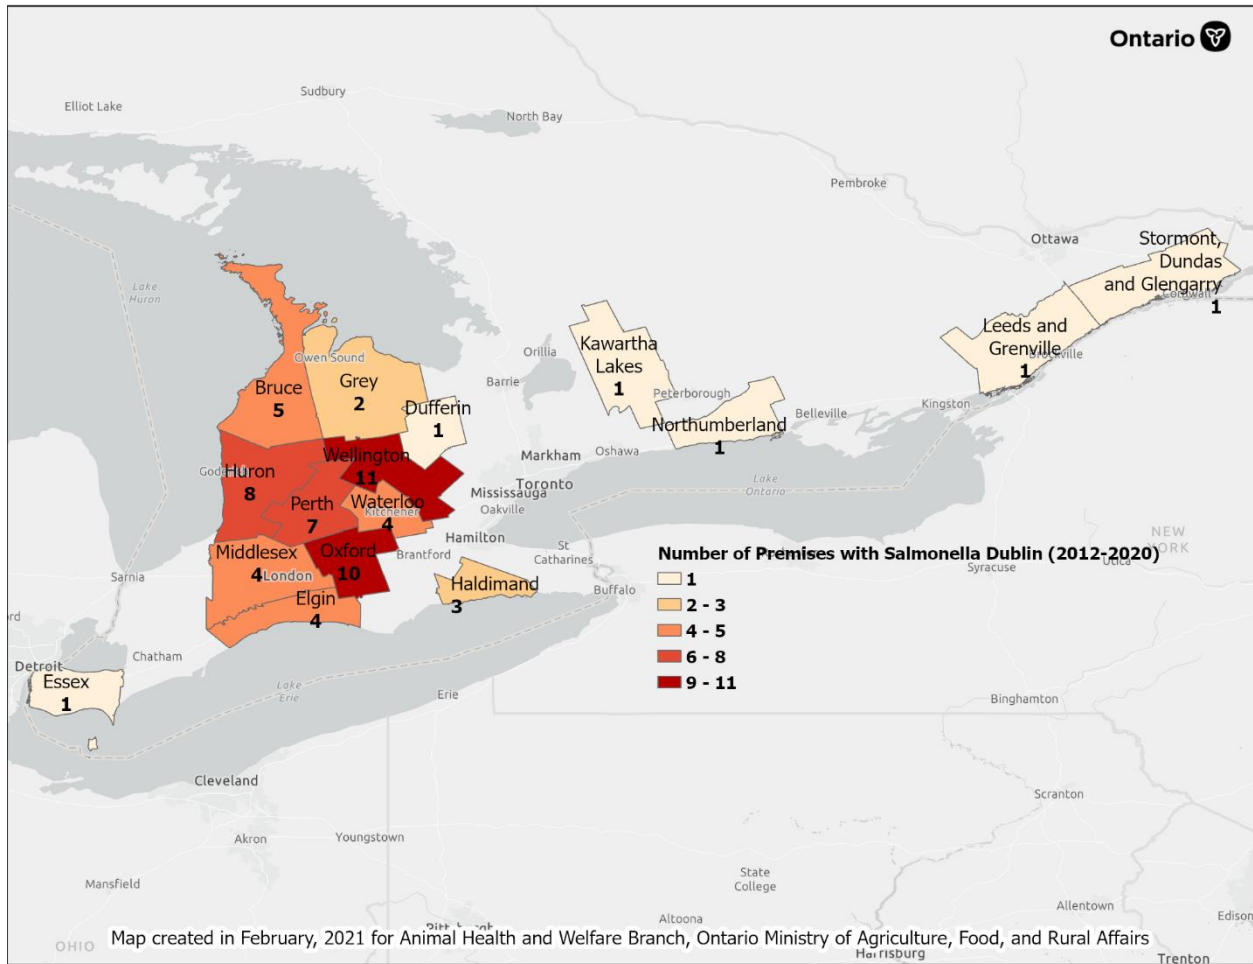 Ontario
Sudbury
Elliot Lake
North Bay
Pembroke
Ottawa
Stormont,
Dundas
and Glengarry
Cornwall
1
Lake
Huron
Leeds and
Grenville
Brockville
1
Kawartha
Lakes
1
Orillia
Owen Sound
Grey
2
Bruce
5
Barrie
Dufferin
1
Peterborough
Belleville
Kingston
Northumberland
1
Wellington
11
Markham
Oshawa
Toronto
Lake
Ontario
Huron
8
Mississauga
Oakville
Perth
7
Waterloo
Kitchener
4
Hamilton
St
Catharines
NEW
YORK
Middlesex
4
London
Oxford
10
Brantford
Sarnia
Haldimand
3
Buffalo
Syracuse
Utica
Elgin
4
Number of Premises with Salmonella Dublin (2012-2020)
1
2 - 3
4 - 5
6 - 8
9 - 11
Chatham
Detroit
Essex
1
Lake
Erie
Erie
Binghamton
Cleveland
Scranton
Akron
Youngstown
State
College
Mansfield
Allentown
Altoona
OHIO
Map created in February, 2021 for Animal Health and Welfare Branch, Ontario Ministry of Agriculture, Food, and Rural Affairs
Harrisburg
Trenton